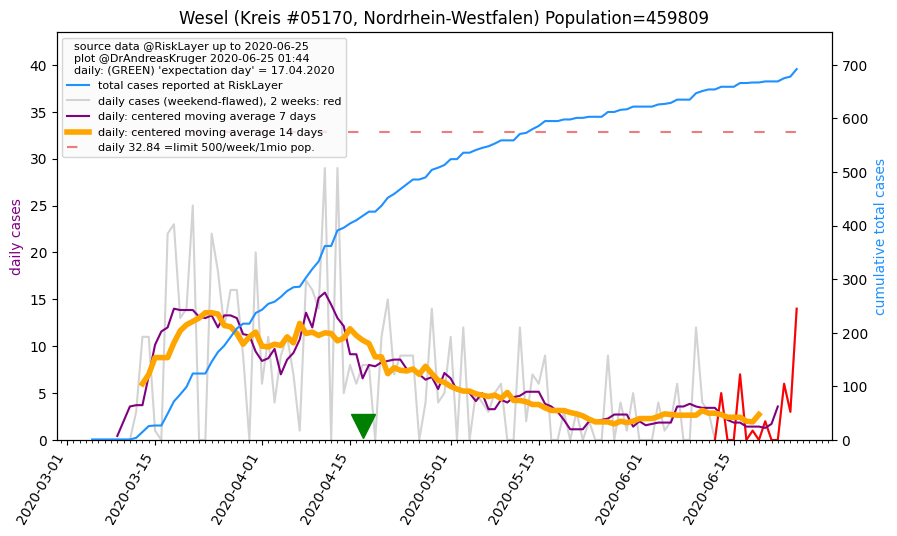 Wesel (Kreis #05170, Nordrhein-Westfalen) Population=459809
source data @RiskLayer up to 2020-06-25
plot @DrAndreasKruger 2020-06-25 01:44
daily: (GREEN) 'expectation day' = 17.04.2020
total cases reported at RiskLayer
daily cases (weekend-flawed), 2 weeks: red
daily: centered moving average 7 days
daily: centered moving average 14 days
daily 32.84 =limit 500/week/1mio pop.
daily cases
40
35
30
25
20
15
10
5
0
cumulative total cases
700
600
500
400
300
200
100
0
2020-03-01
2020-03-15
2020-04-01
2020-04-15
2020-05-01
2020-05-15
2020-06-01
2020-06-15